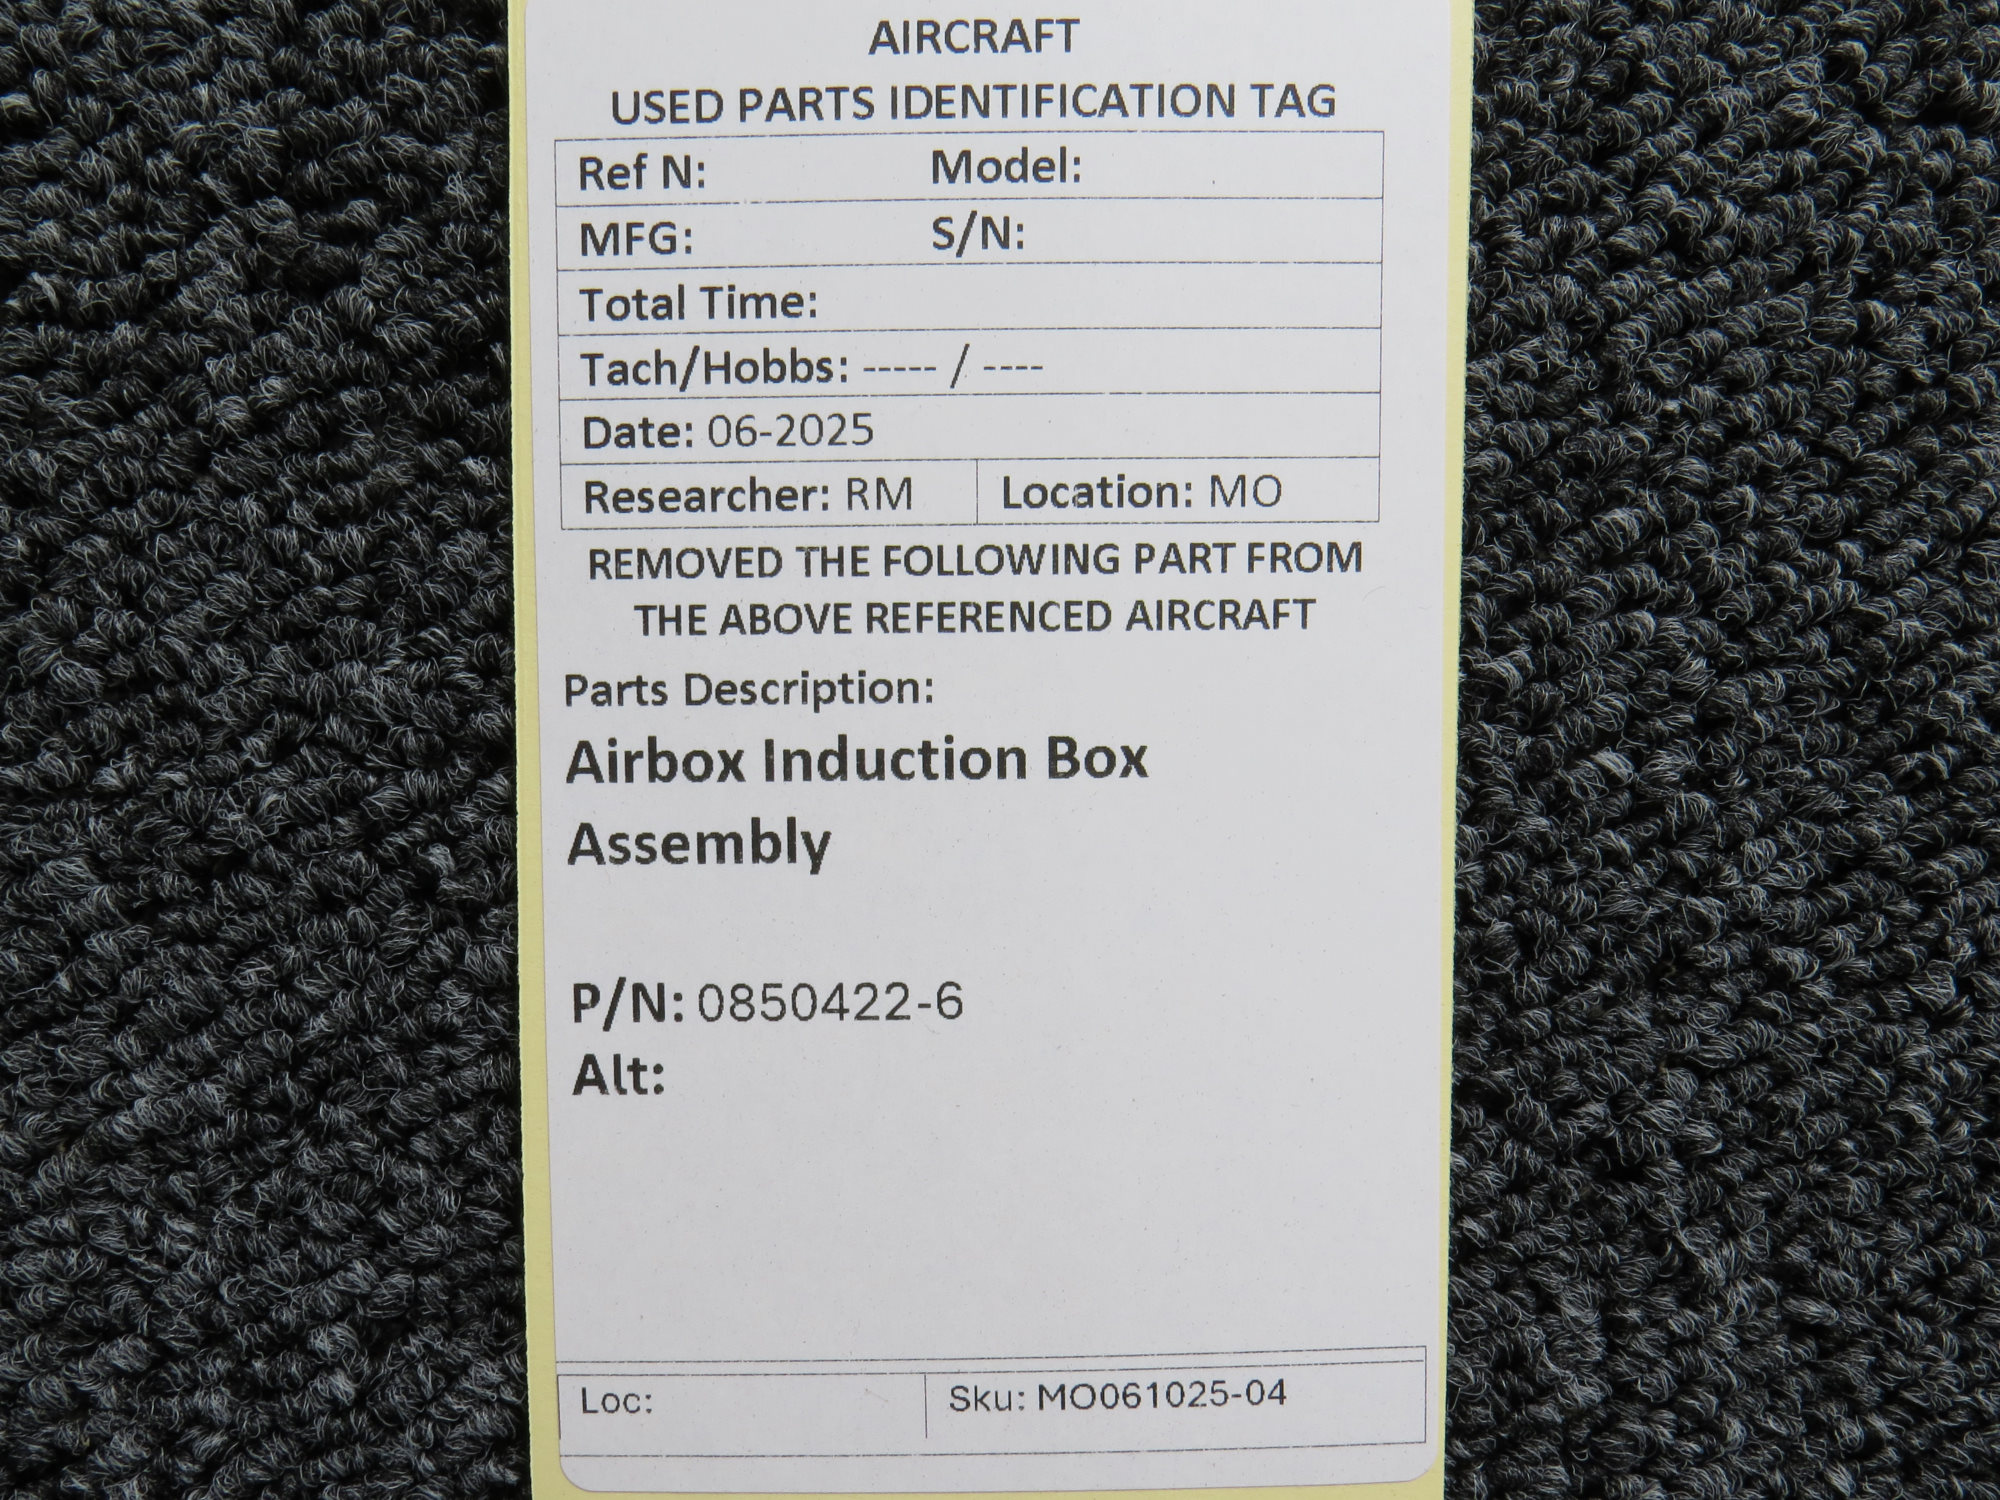 AIRCRAFT
USED PARTS IDENTIFICATION TAG
Ref N: Model:
MFG: S/N:
Total Time:
Tach/Hobbs: ----- / ----
Date: 06-2025
Researcher: RM Location: MO
REMOVED THE FOLLOWING PART FROM
THE ABOVE REFERENCED AIRCRAFT
Parts Description:
Airbox Induction Box
Assembly
P/N: 0850422-6
Alt:
Loc: Sku: MO061025-04